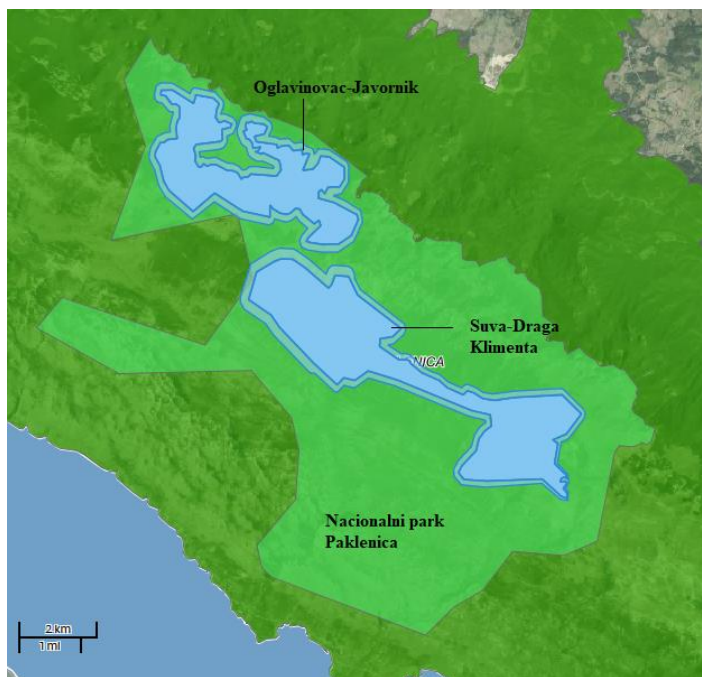 Oglavinovac-Javornik
Suva-Draga
Klimenta
NICA
Nacionalni park
Paklenica
2 km
1 mi